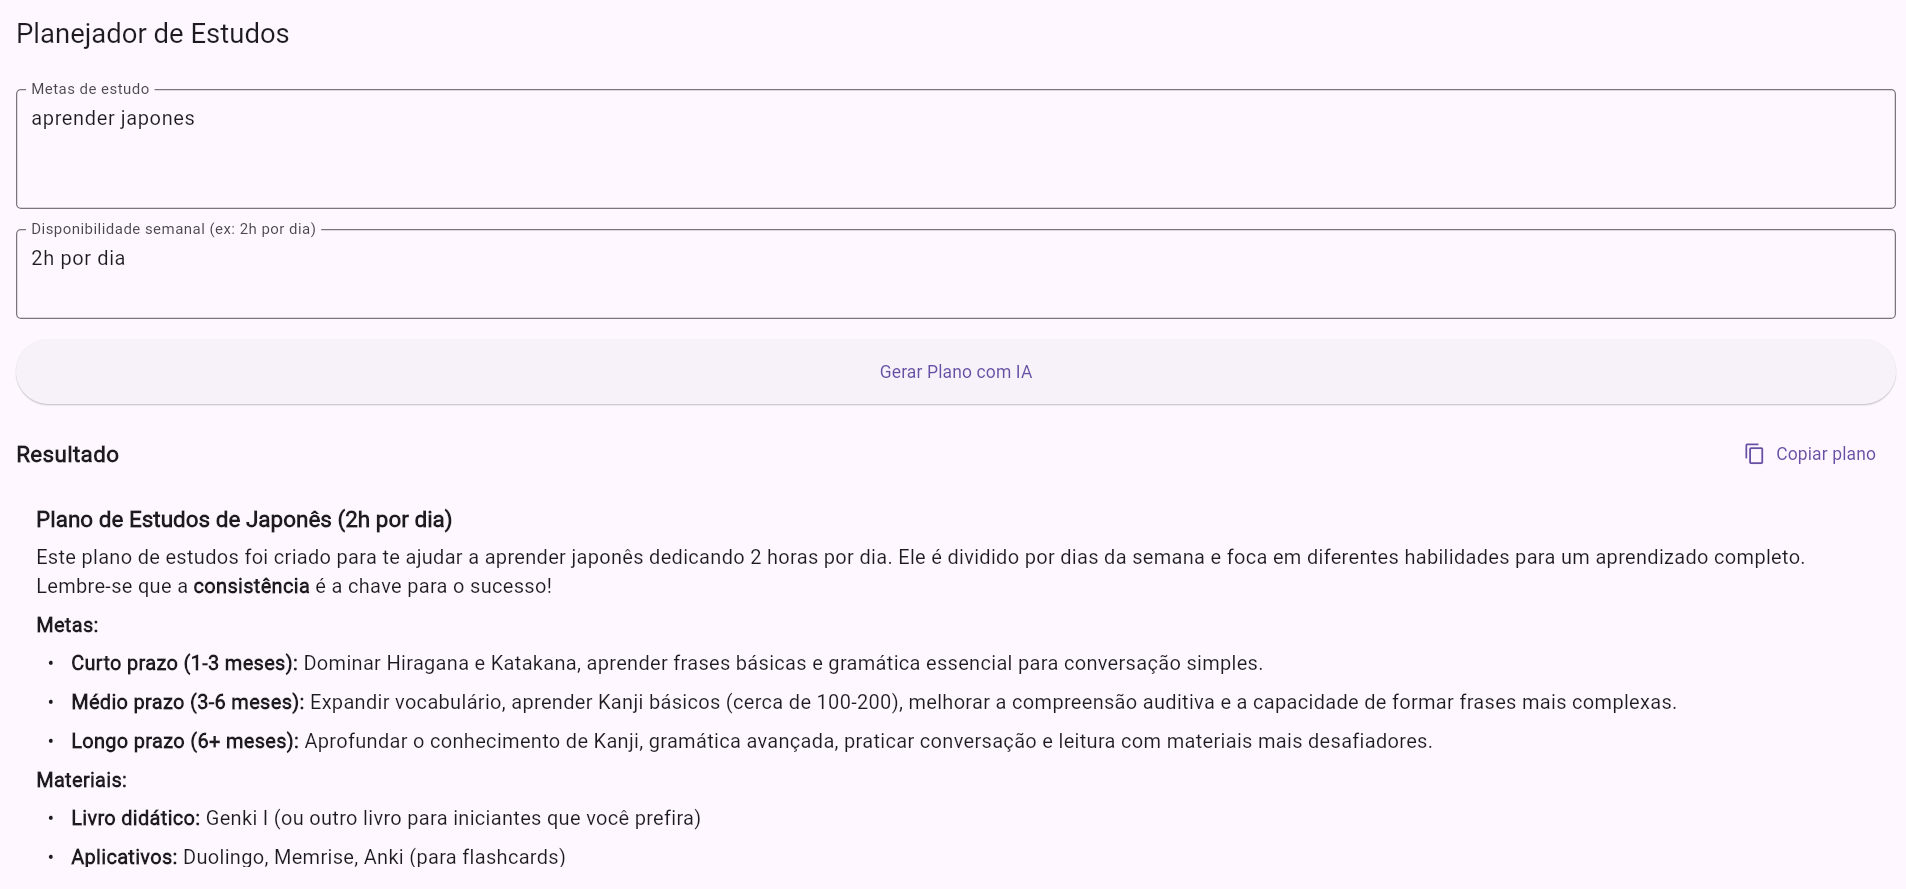 Planejador de Estudos
Metas de estudo
aprender japones
Disponibilidade semanal (ex: 2h por dia)
2h por dia
Gerar Plano com IA
Resultado
Copiar plano
Plano de Estudos de Japonês (2h por dia)
Este plano de estudos foi criado para te ajudar a aprender japonês dedicando 2 horas por dia. Ele é dividido por dias da semana e foca em diferentes habilidades para um aprendizado completo.
Lembre-se que a consistência é a chave para o sucesso!
Metas:
• Curto prazo (1-3 meses): Dominar Hiragana e Katakana, aprender frases básicas e gramática essencial para conversação simples.
• Médio prazo (3-6 meses): Expandir vocabulário, aprender Kanji básicos (cerca de 100-200), melhorar a compreensão auditiva e a capacidade de formar frases mais complexas.
• Longo prazo (6+ meses): Aprofundar o conhecimento de Kanji, gramática avançada, praticar conversação e leitura com materiais mais desafiadores.
Materiais:
• Livro didático: Genki I (ou outro livro para iniciantes que você prefira)
• Aplicativos: Duolingo, Memrise, Anki (para flashcards)